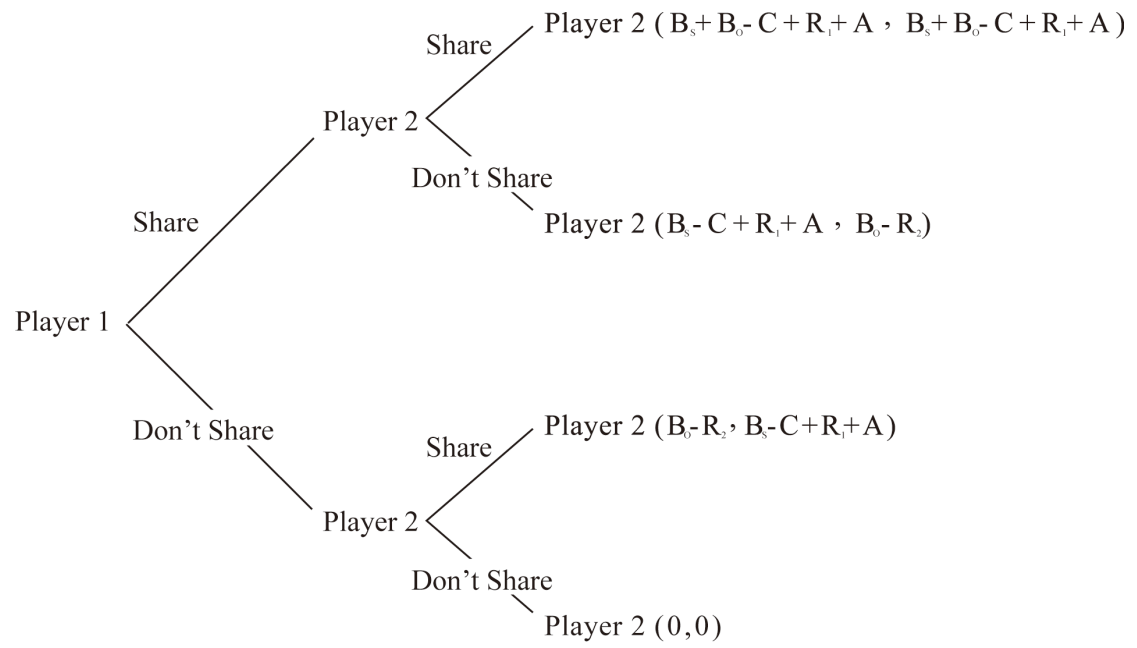 Player 2 (Bₛ+Bₒ- C + R₁+ A , Bₛ+Bₒ- C + R₁+ A )
Share
Player 2
Don’t Share
Player 2 (Bₛ- C + R₁+ A , Bₒ- R₂)
Share
Player 1
Don’t Share
Player 2 (Bₒ-R₂, Bₛ-C+R₁+A)
Share
Player 2
Don’t Share
Player 2 (0,0)